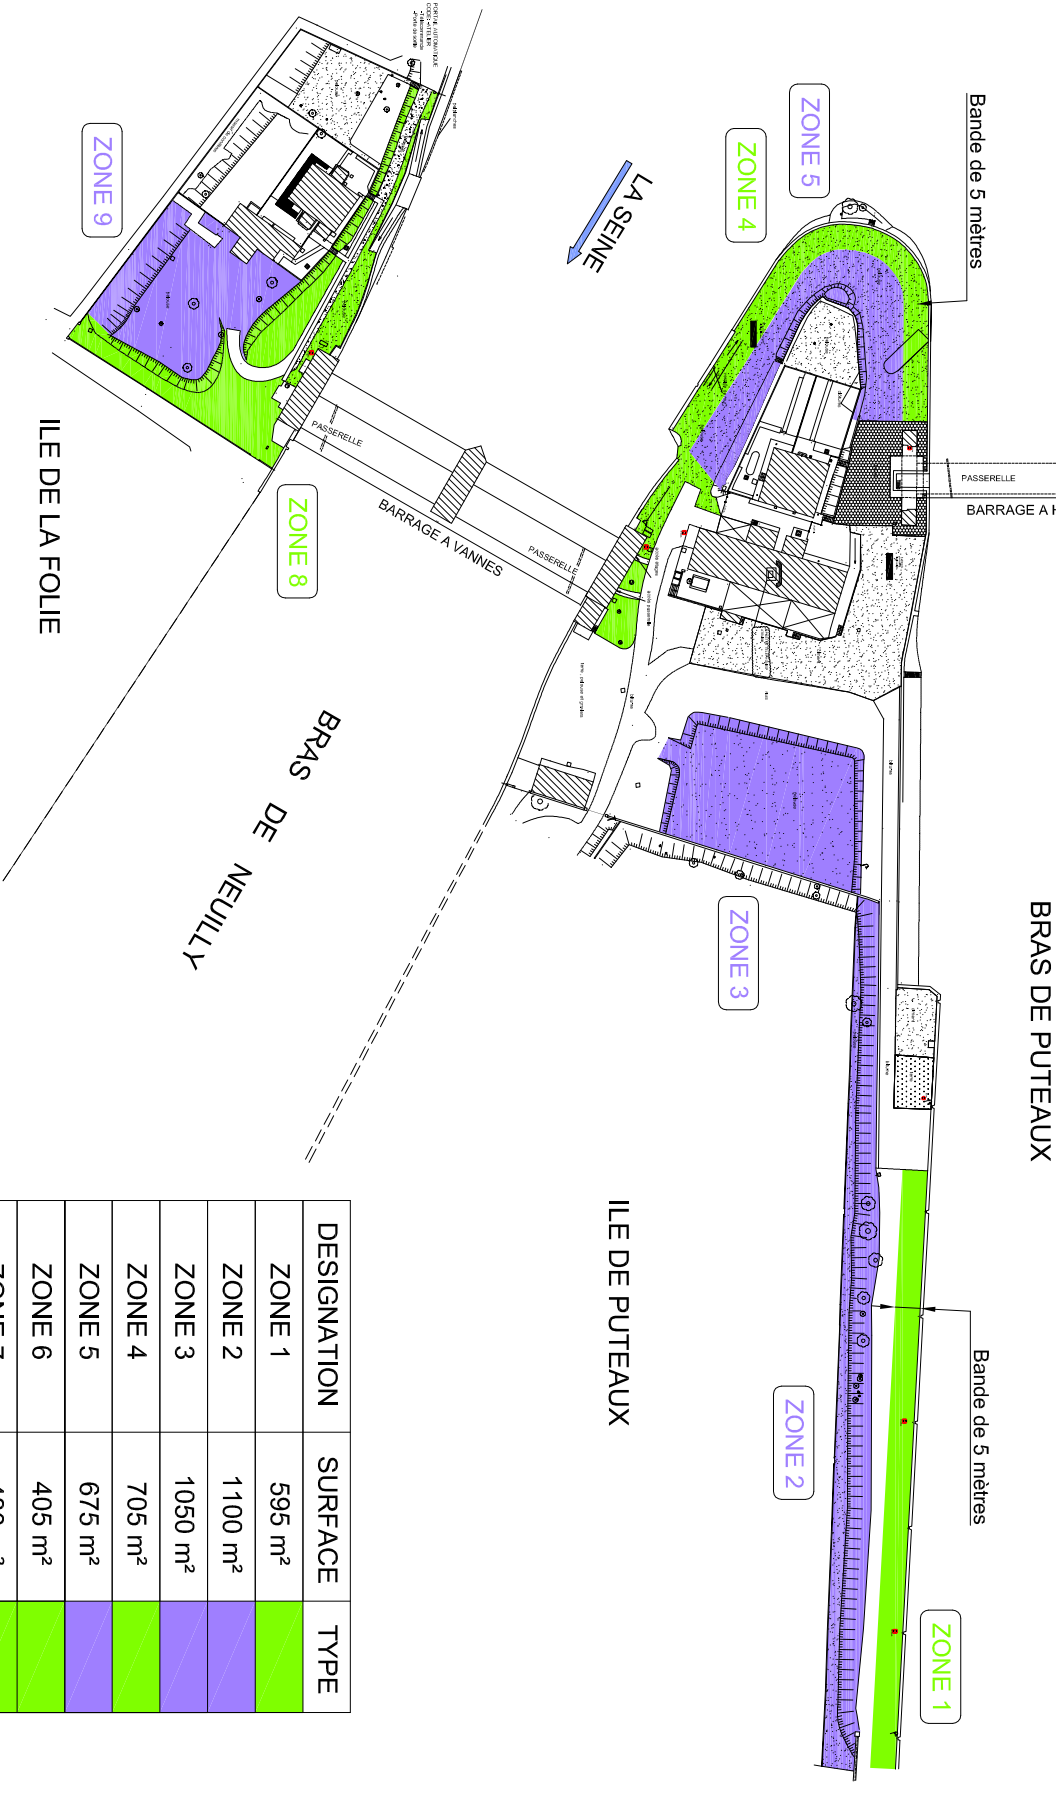 Bande de 5 mètres
ZONE 5
ZONE 4
LA SEINE
ZONE 9
PORTAIL AUTOMATIQUE
PASSERELLE
BARRAGE A H
PASSERELLE
BARRAGE A VANNES
PASSERELLE
ZONE 8
ILE DE LA FOLIE
BRAS DE NEUILLY
ZONE 3
BRAS DE PUTEAUX
ILE DE PUTEAUX
Bande de 5 mètres
ZONE 2
ZONE 1
DESIGNATION SURFACE TYPE
ZONE 1 595 m²
ZONE 2 1100 m²
ZONE 3 1050 m²
ZONE 4 705 m²
ZONE 5 675 m²
ZONE 6 405 m²